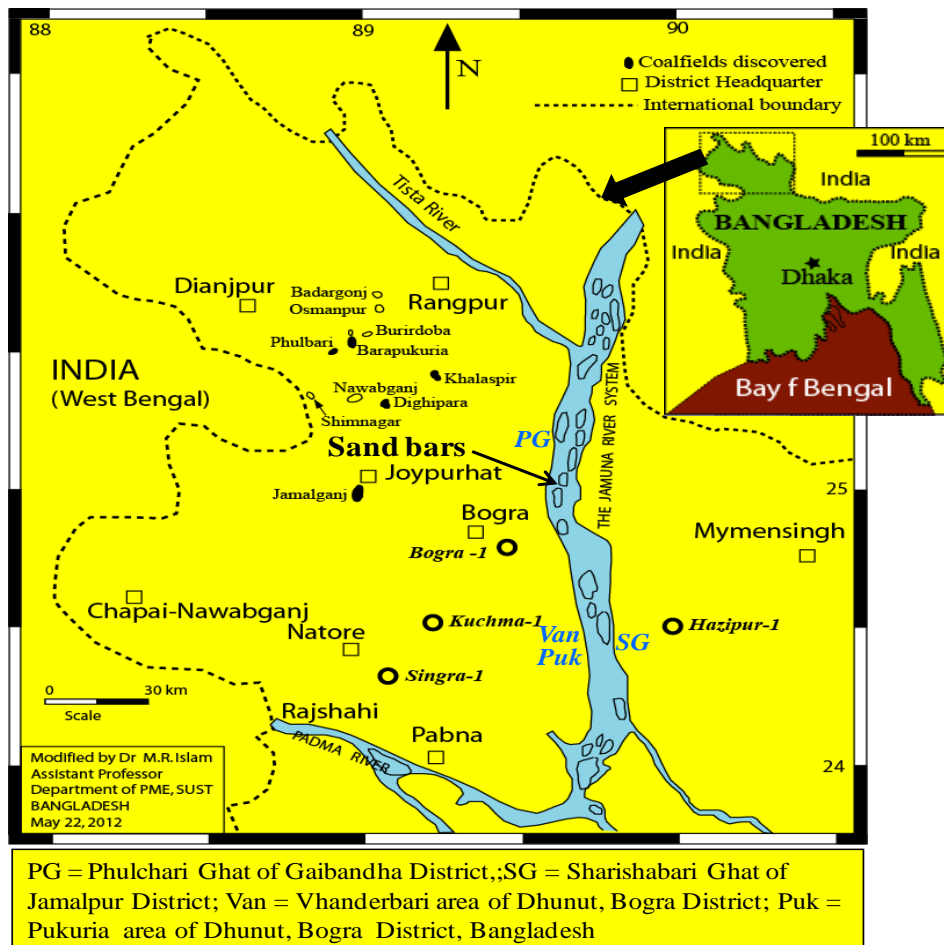 88
89
90
N
Coalfields discovered
District Headquarter
International boundary
100 km
India
BANGLADESH
India
India
Dhaka
Bay f Bengal
Tista River
Dianjpur
Badargonj
Osmanpur
Rangpur
Burirdoba
Phulbari
Barapukuria
INDIA
(West Bengal)
Khalaspir
Nawabganj
Dighipara
Shimnagar
PG
THE JAMUNA RIVER SYSTEM
Sand bars
Joypurhat
Jamalganj
25
Bogra
Mymensingh
Bogra -1
Chapai-Nawabganj
Kuchma-1
Hazipur-1
Natore
Van
Puk
SG
Singra-1
0 30 km
Scale
Rajshahi
PADMA RIVER
Pabna
24
Modified by Dr M.R. Islam
Assistant Professor
Department of PME, SUST
BANGLADESH
May 22, 2012
PG = Phulchari Ghat of Gaibandha District,;SG = Sharishabari Ghat of
Jamalpur District; Van = Vhanderbari area of Dhunut, Bogra District; Puk =
Pukuria area of Dhunut, Bogra District, Bangladesh